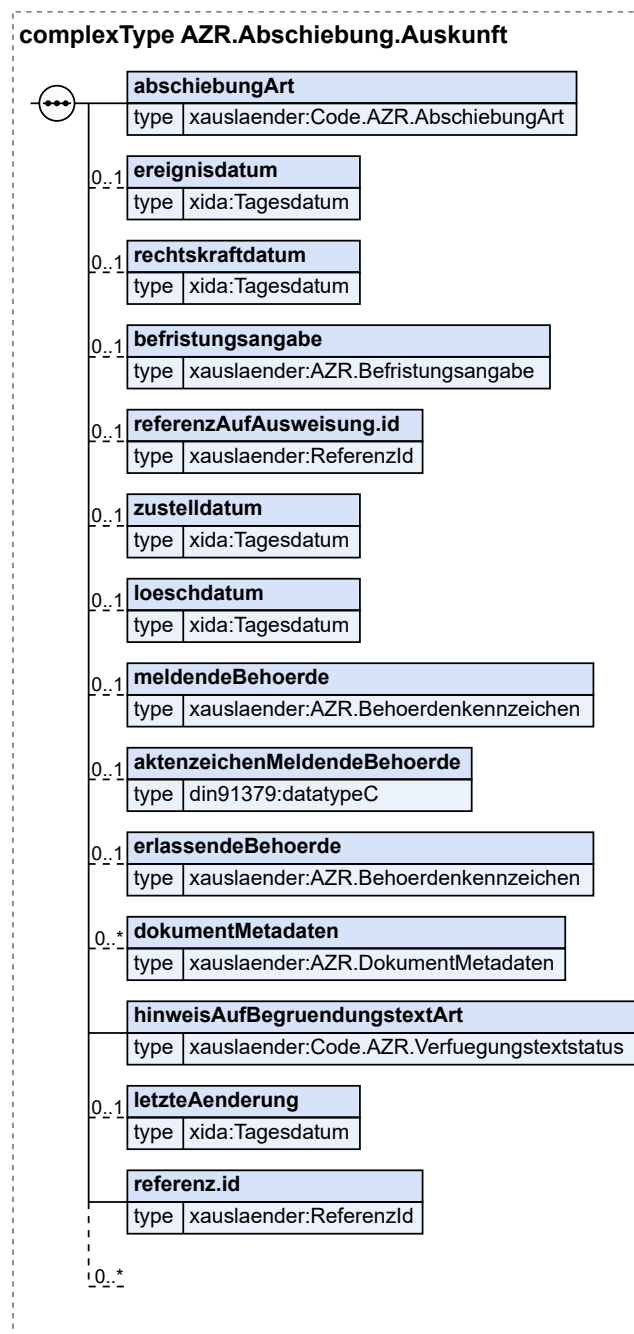 complexType AZR.Abschiebung.Auskunft
abschiebungArt
type xauslaender:Code.AZR.AbschiebungArt
0..1
ereignisdatum
type xida:Tagesdatum
0..1
rechtskraftdatum
type xida:Tagesdatum
0..1
befristungsangabe
type xauslaender:AZR.Befristungsangabe
0..1
referenzAufAusweisung.id
type xauslaender:ReferenzId
0..1
zustelldatum
type xida:Tagesdatum
0..1
loeschdatum
type xida:Tagesdatum
0..1
meldendeBehoerde
type xauslaender:AZR.Behoerdenkennzeichen
0..1
aktenzeichenMeldendeBehoerde
type din91379:datatypeC
0..1
erlassendeBehoerde
type xauslaender:AZR.Behoerdenkennzeichen
0..*
dokumentMetadaten
type xauslaender:AZR.DokumentMetadaten
hinweisAufBegruendungstextArt
type xauslaender:Code.AZR.Verfuegungstextstatus
0..1
letzteAenderung
type xida:Tagesdatum
referenz.id
type xauslaender:ReferenzId
0..*